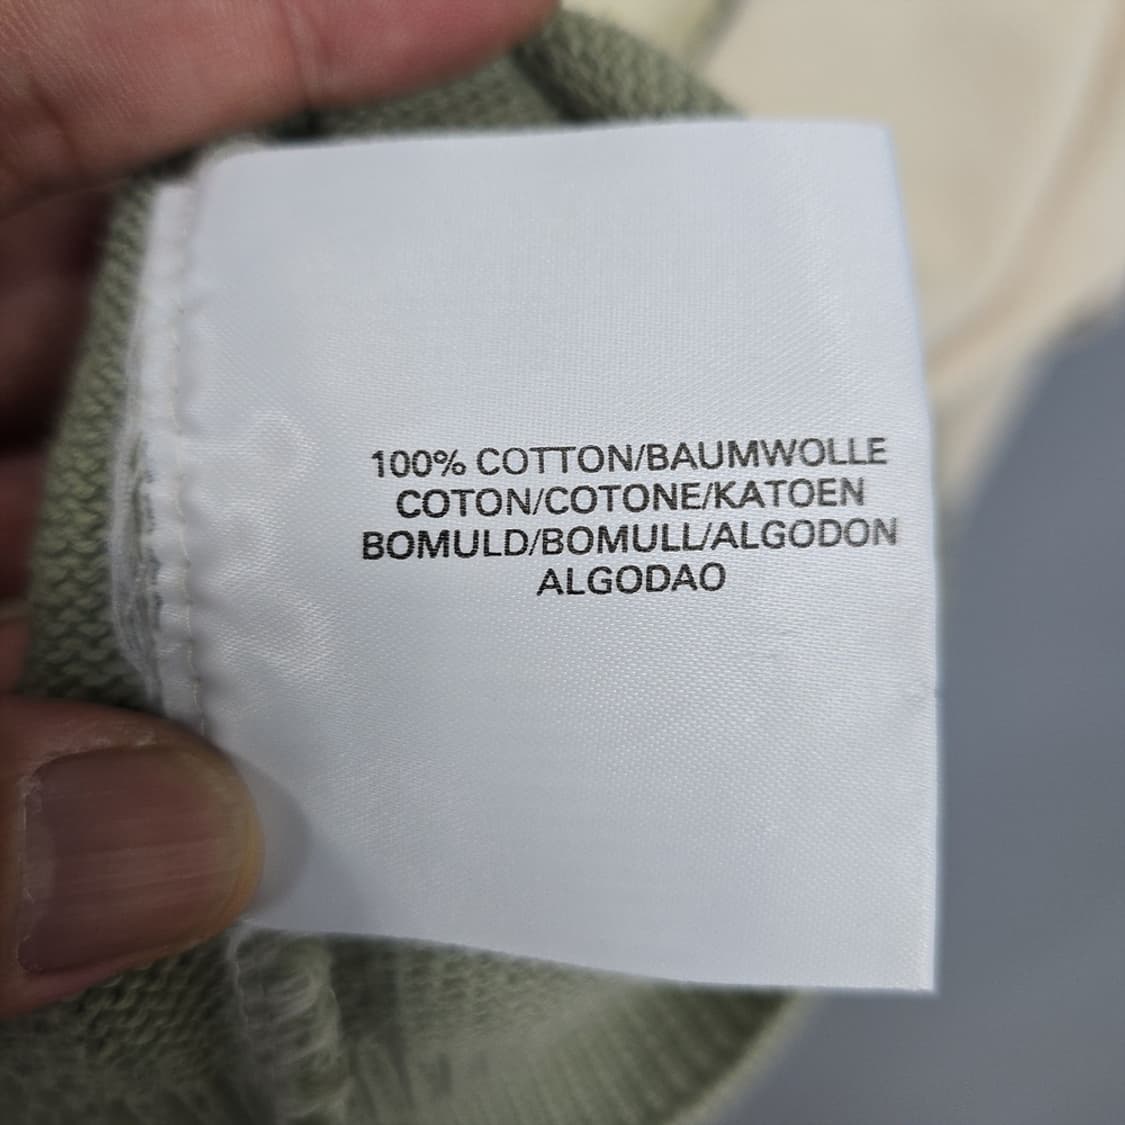 100% COTTON/BAUMWOLLE
COTON/COTONE/KATOEN
BOMULD/BOMULL/ALGODON
ALGODAO